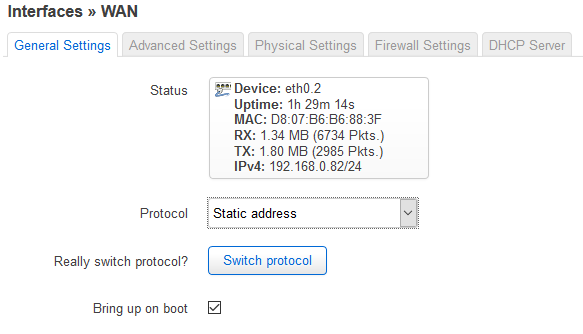 Interfaces » WAN
General Settings
Advanced Settings
Physical Settings
Firewall Settings
DHCP Server
Status
Device: eth0.2
Uptime: 1h 29m 14s
MAC: D8:07:B6:B6:88:3F
RX: 1.34 MB (6734 Pkts.)
TX: 1.80 MB (2985 Pkts.)
IPv4: 192.168.0.82/24
Protocol
Static address
Really switch protocol?
Switch protocol
Bring up on boot